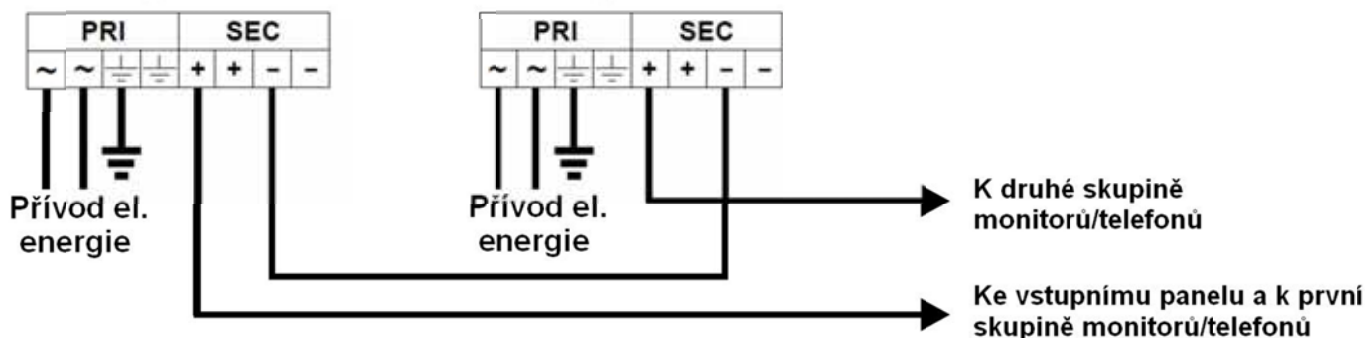 PRI SEC
~ ~ + + - -
Přívod el.
energie
PRI SEC
~ ~ + + - -
Přívod el.
energie
K druhé skupině
monitorů/telefonů
Ke vstupnímu panelu a k první
skupině monitorů/telefonů